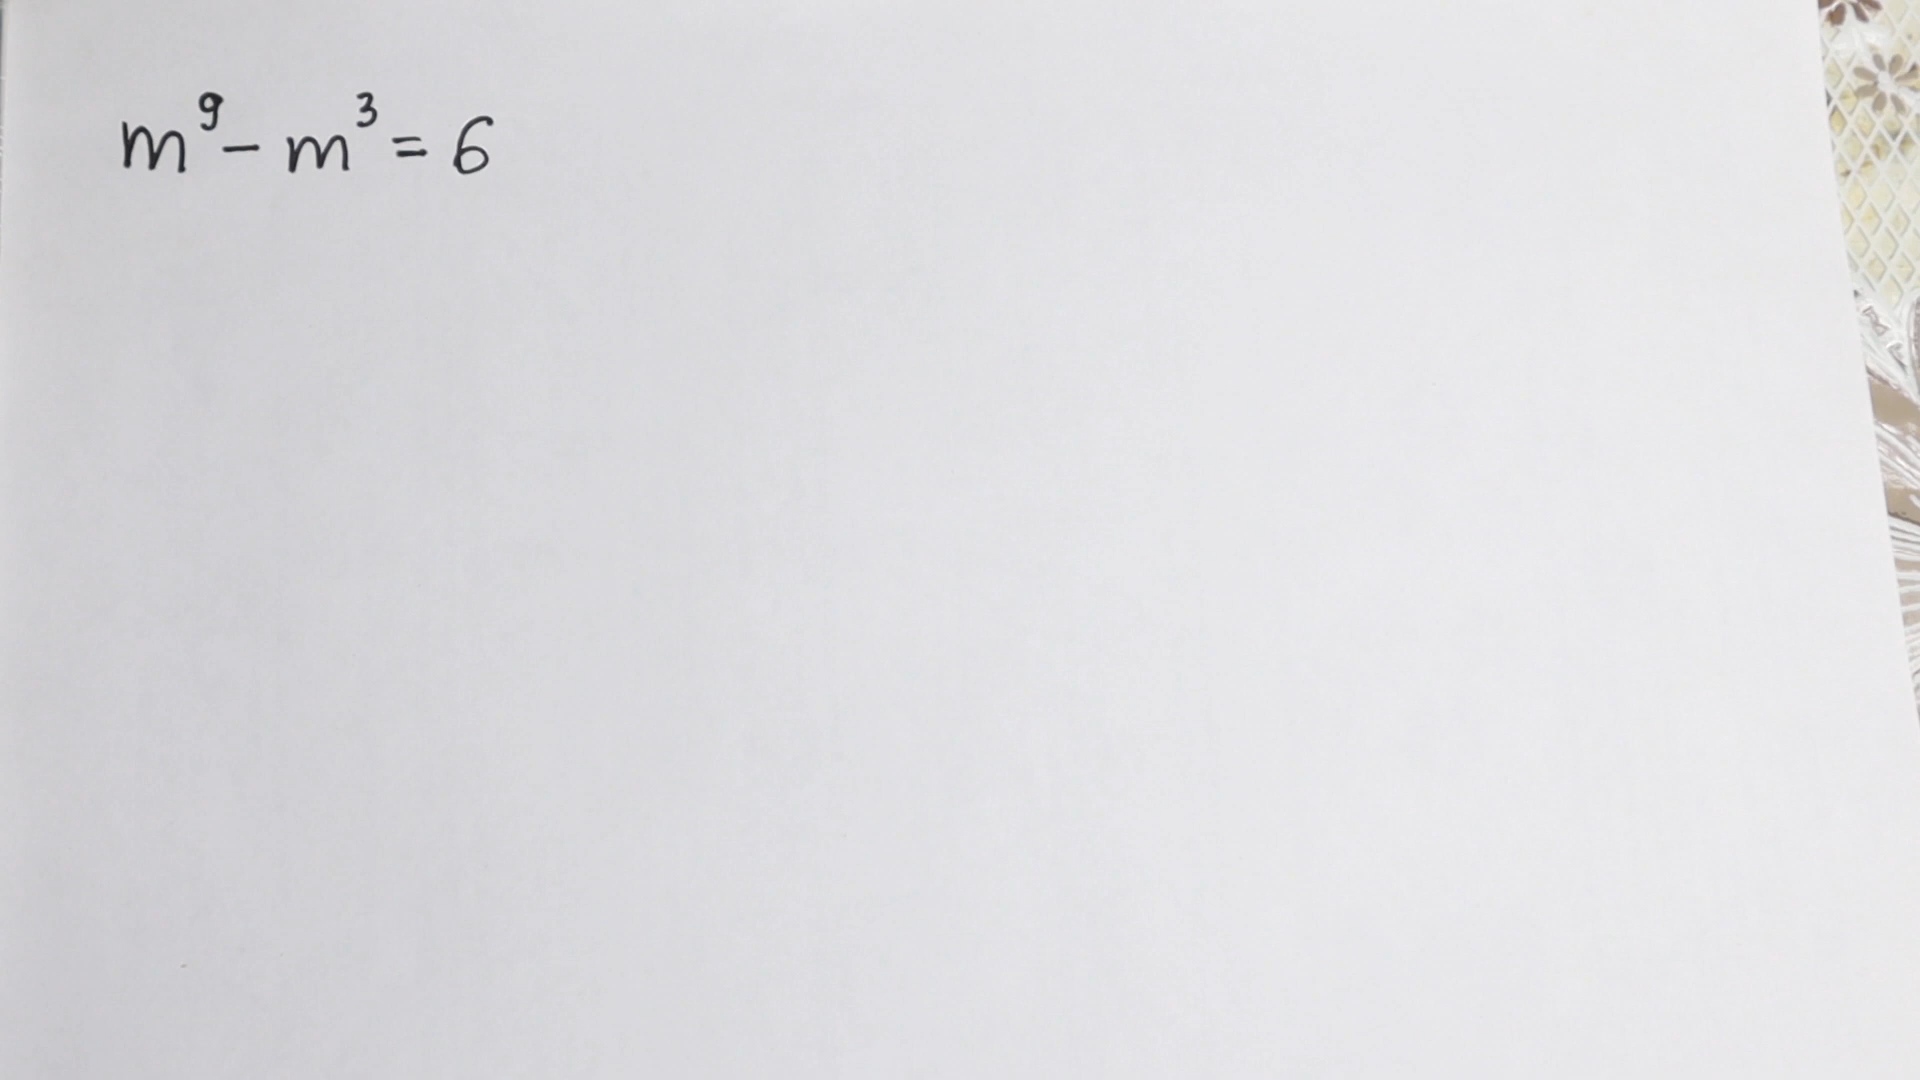 m⁹ - m³ = 6